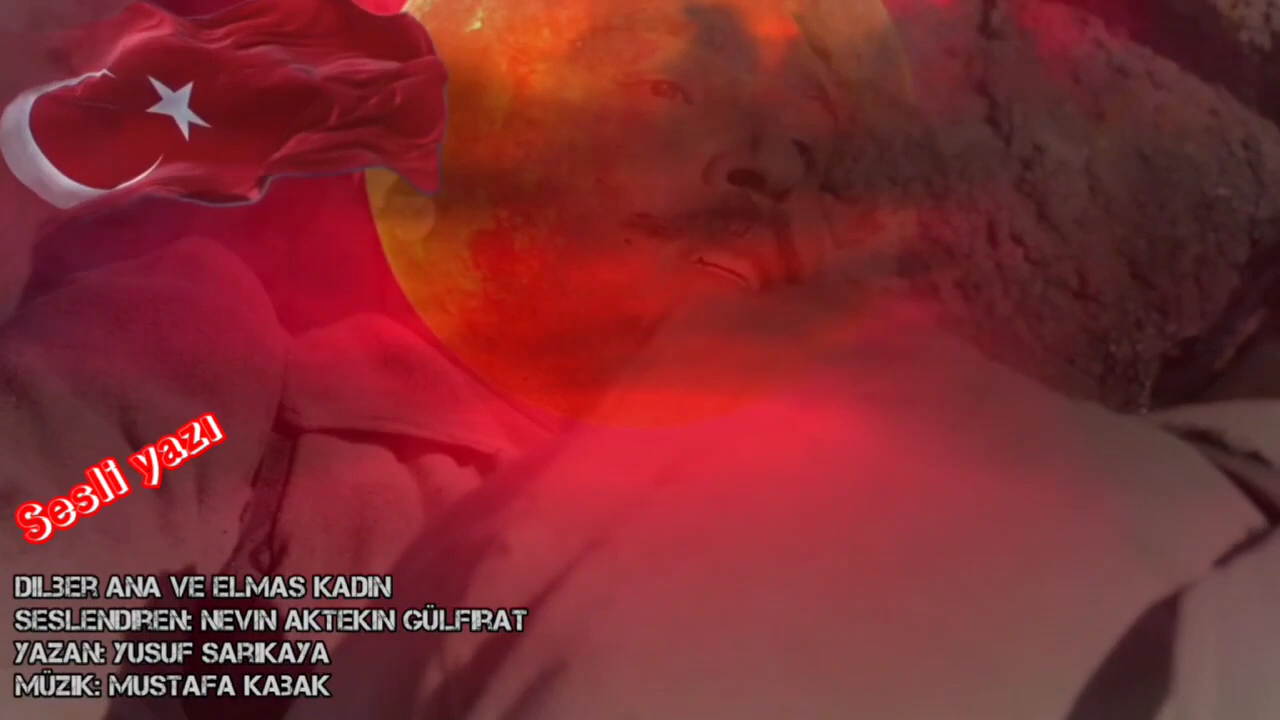 Sesli yazı
DILBER ANA VE ELMAS KADIN
SESLENDIREN: NEVIN AKTEKIN GÜLFIRAT
YAZAN: YUSUF SARIKAYA
MÜZIK: MUSTAFA KABAK